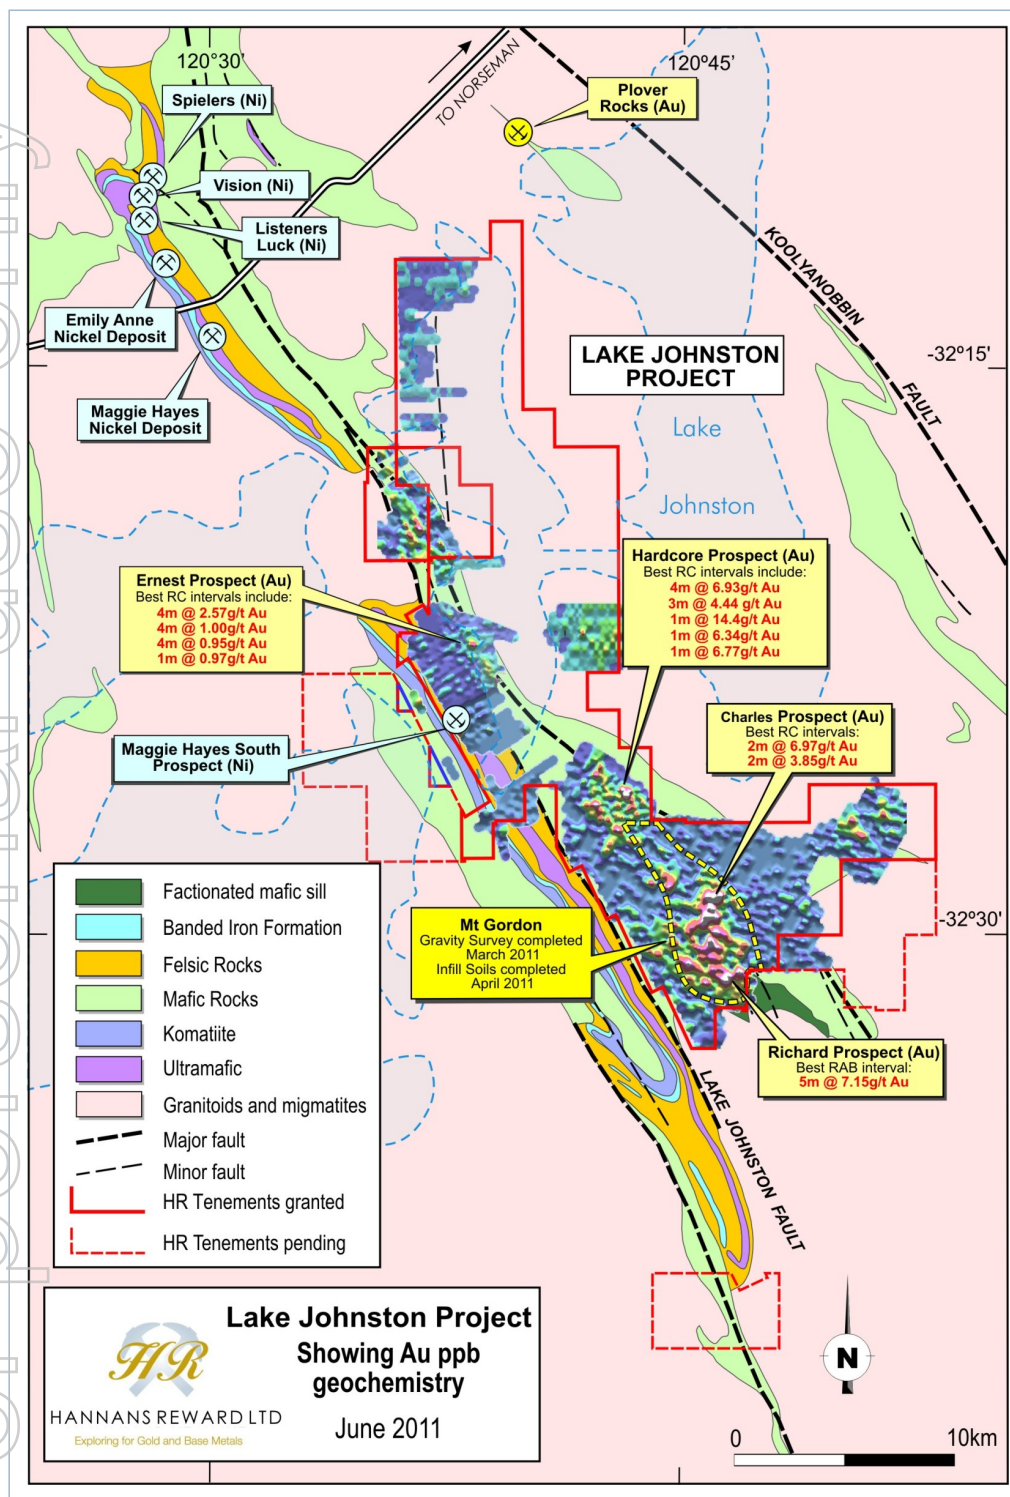 120°30'
120º45'
TO NORSEMAN
Spielers (Ni)
Vision (Ni)
Listeners
Luck (Ni)
Emily Anne
Nickel Deposit
Maggie Hayes
Nickel Deposit
Plover
Rocks (Au)
KOOLYANOBBIN
FAULT
-32º15'
LAKE JOHNSTON
PROJECT
Lake
Johnston
Ernest Prospect (Au)
Best RC intervals include:
4m @ 2.57g/t Au
4m @ 1.00g/t Au
4m @ 0.95g/t Au
1m @ 0.97g/t Au
Hardcore Prospect (Au)
Best RC intervals include:
4m @ 6.93g/t Au
3m @ 4.44 g/t Au
1m @ 14.4g/t Au
1m @ 6.34g/t Au
1m @ 6.77g/t Au
Maggie Hayes South
Prospect (Ni)
Charles Prospect (Au)
Best RC intervals:
2m @ 6.97g/t Au
2m @ 3.85g/t Au
-32º30'
Mt Gordon
Gravity Survey completed
March 2011
Infill Soils completed
April 2011
Richard Prospect (Au)
Best RAB interval:
5m @ 7.15g/t Au
LAKE JOHNSTON FAULT
Factionated mafic sill
Banded Iron Formation
Felsic Rocks
Mafic Rocks
Komatiite
Ultramafic
Granitoids and migmatites
Major fault
Minor fault
HR Tenements granted
HR Tenements pending
Lake Johnston Project
Showing Au ppb
geochemistry
June 2011
HR
HANNANS REWARD LTD
Exploring for Gold and Base Metals
N
0
10km